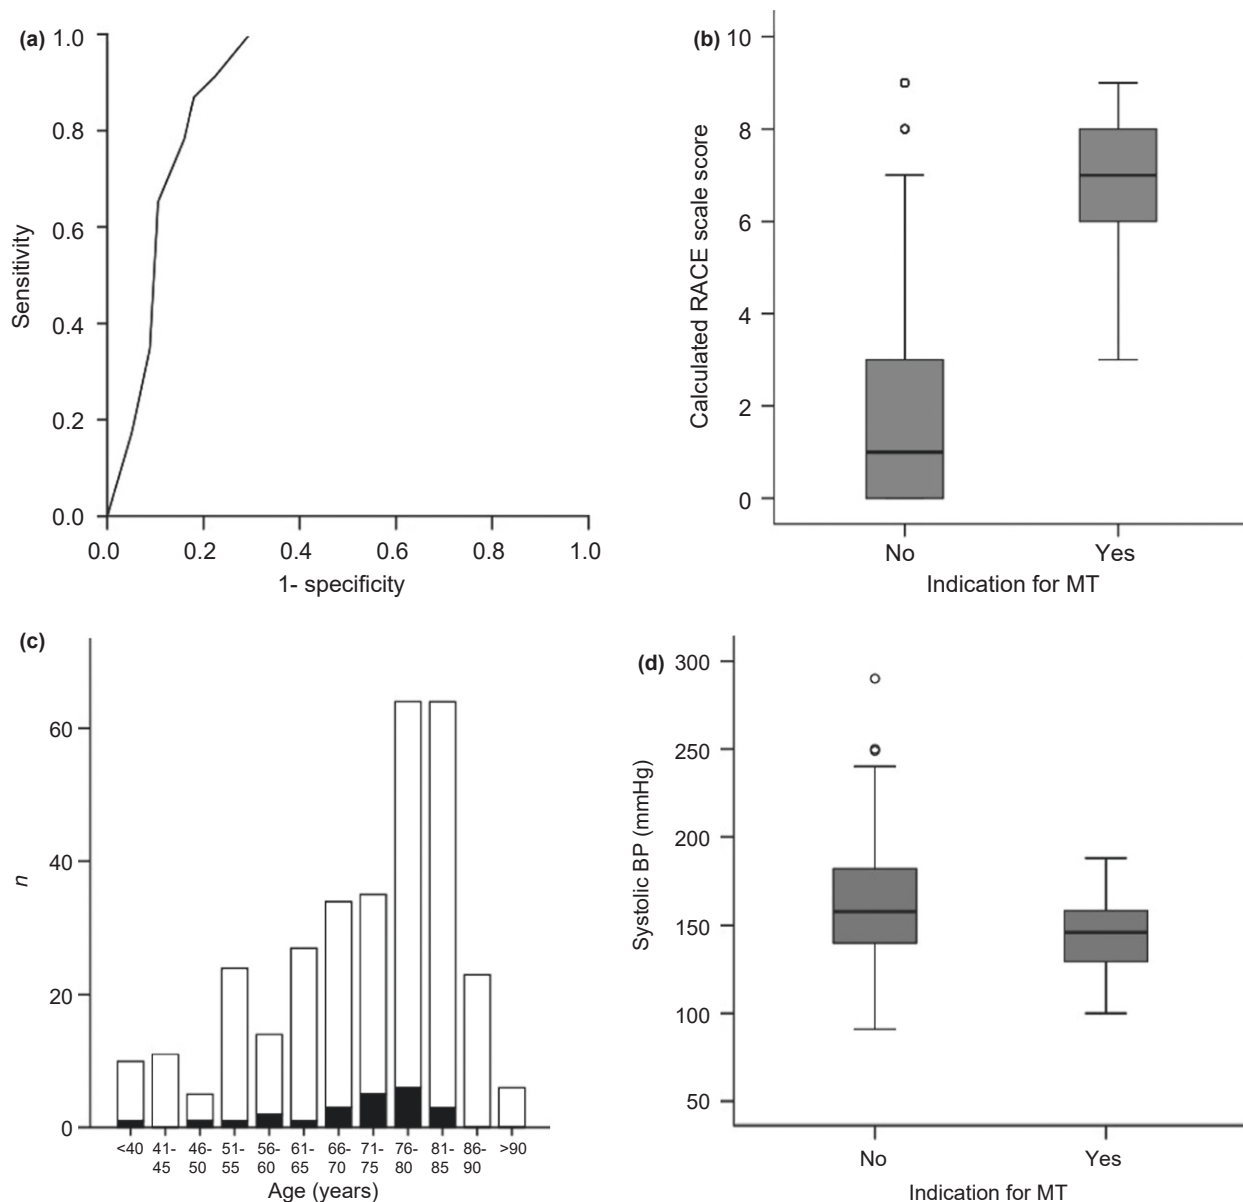 (a)
1.0
0.8
0.6
0.4
0.2
0.0
Sensitivity
0.0 0.2 0.4 0.6 0.8 1.0
1- specificity
(b)
10
8
6
4
2
0
Calculated RACE scale score
No Yes
Indication for MT
(c)
60
40
20
0
n
<40 41- 46- 51- 56- 61- 66- 71- 76- 81- 86- >90
45 50 55 60 65 70 75 80 85 90
Age (years)
(d)
300
250
200
150
100
50
Systolic BP (mmHg)
No Yes
Indication for MT